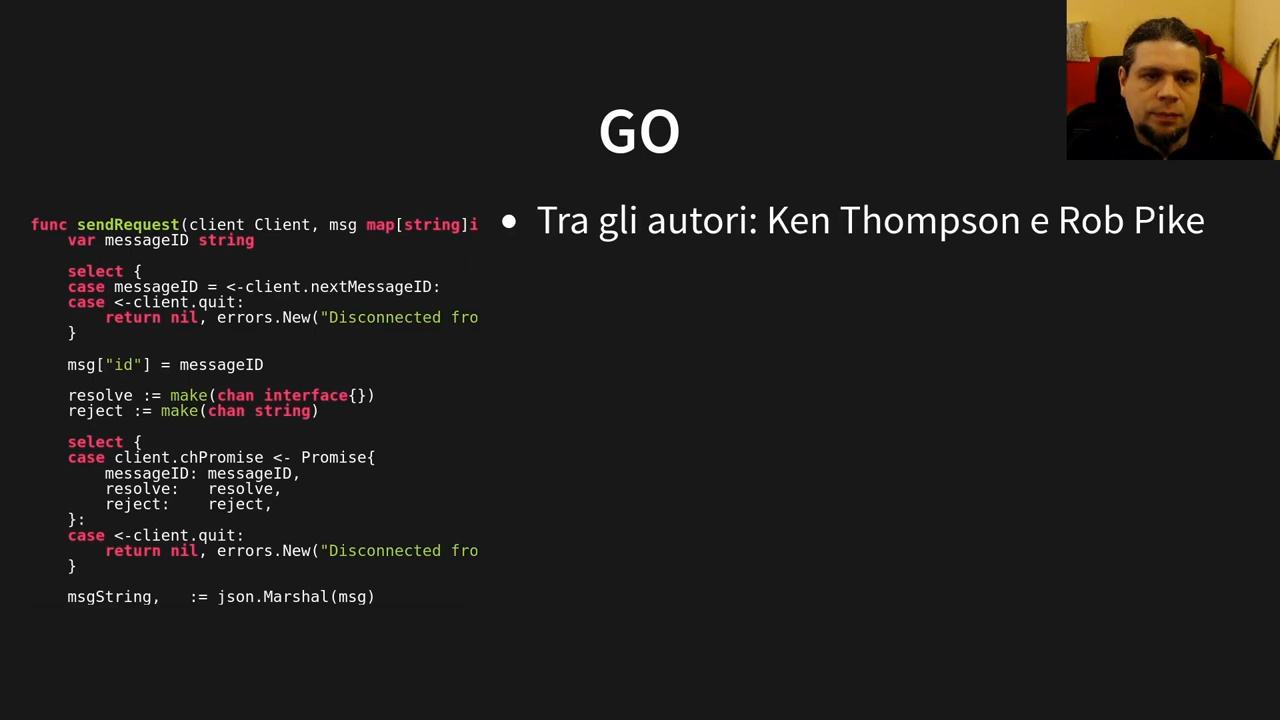 GO
func sendRequest(client Client, msg map[string]i
var messageID string
select {
case messageID = <-client.nextMessageID:
case <-client.quit:
return nil, errors.New("Disconnected fro
}
msg["id"] = messageID
resolve := make(chan interface{})
reject := make(chan string)
select {
case client.chPromise <- Promise{
messageID: messageID,
resolve:   resolve,
reject:    reject,
}:
case <-client.quit:
return nil, errors.New("Disconnected fro
}
msgString,   := json.Marshal(msg)
• Tra gli autori: Ken Thompson e Rob Pike